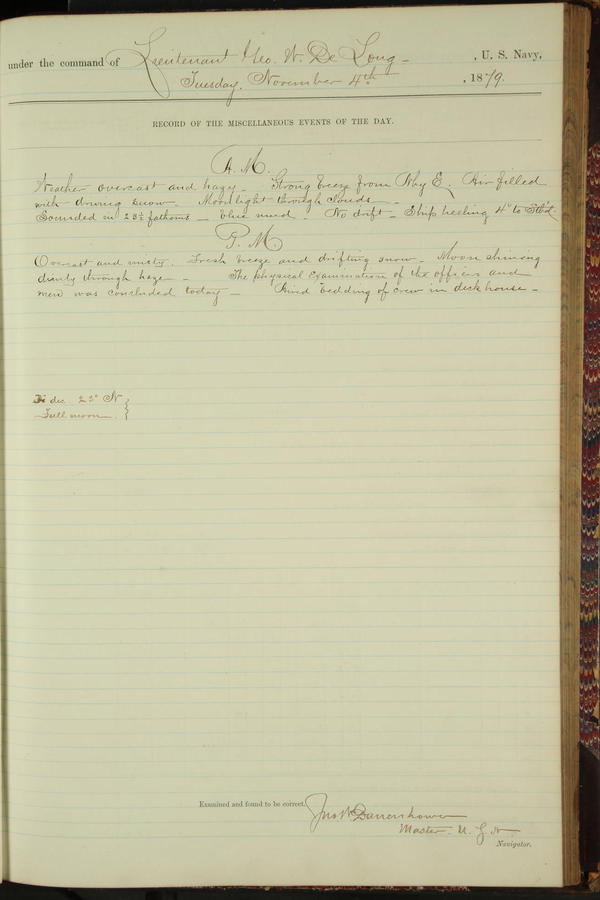 under the command of Lieutenant Geo. W. De Long - , U. S. Navy,
Tuesday, November 4th , 1879.
RECORD OF THE MISCELLANEOUS EVENTS OF THE DAY.
A. M.
Weather overcast and hazy - Strong breeze from N by E. Air filled
with driving snow - Moonlight through clouds -
Sounded in 28½ fathoms - blue mud. No drift - Ship heeling 4° to Stb'd.
P. M.
Overcast and misty. Fresh breeze and drifting snow - Moon shining
dimly through haze - The physical examination of the officers and
men was concluded today - Aired bedding of crew in deck house -
dec 23° N
Full moon
Examined and found to be correct.
Jno W Danenhower
Master. U. S. N
Navigator.